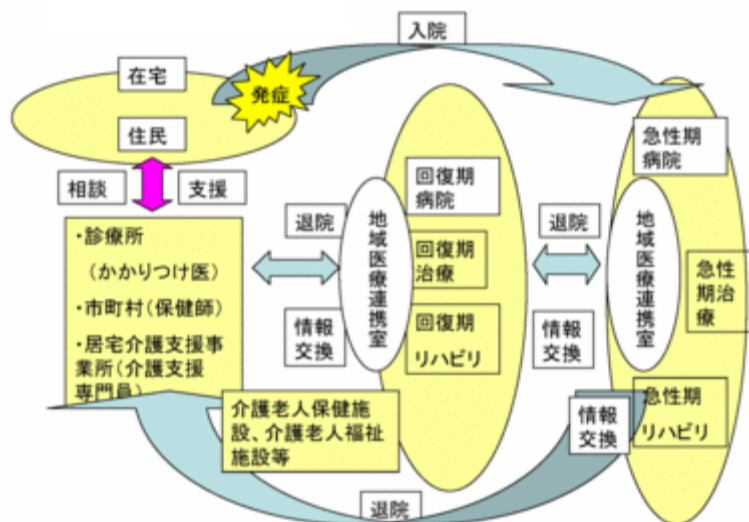 入院
在宅
発症
住民
相談
支援
・診療所
(かかりつけ医)
・市町村(保健師)
・居宅介護支援事
業所(介護支援
専門員)
退院
情報
交換
地域医療連携室
回復期
病院
回復期
治療
回復期
リハビリ
介護老人保健施
設、介護老人福祉
施設等
退院
情報
交換
地域医療連携室
急性期
病院
急性
期治
療
急性期
リハビリ
情報
交換
退院